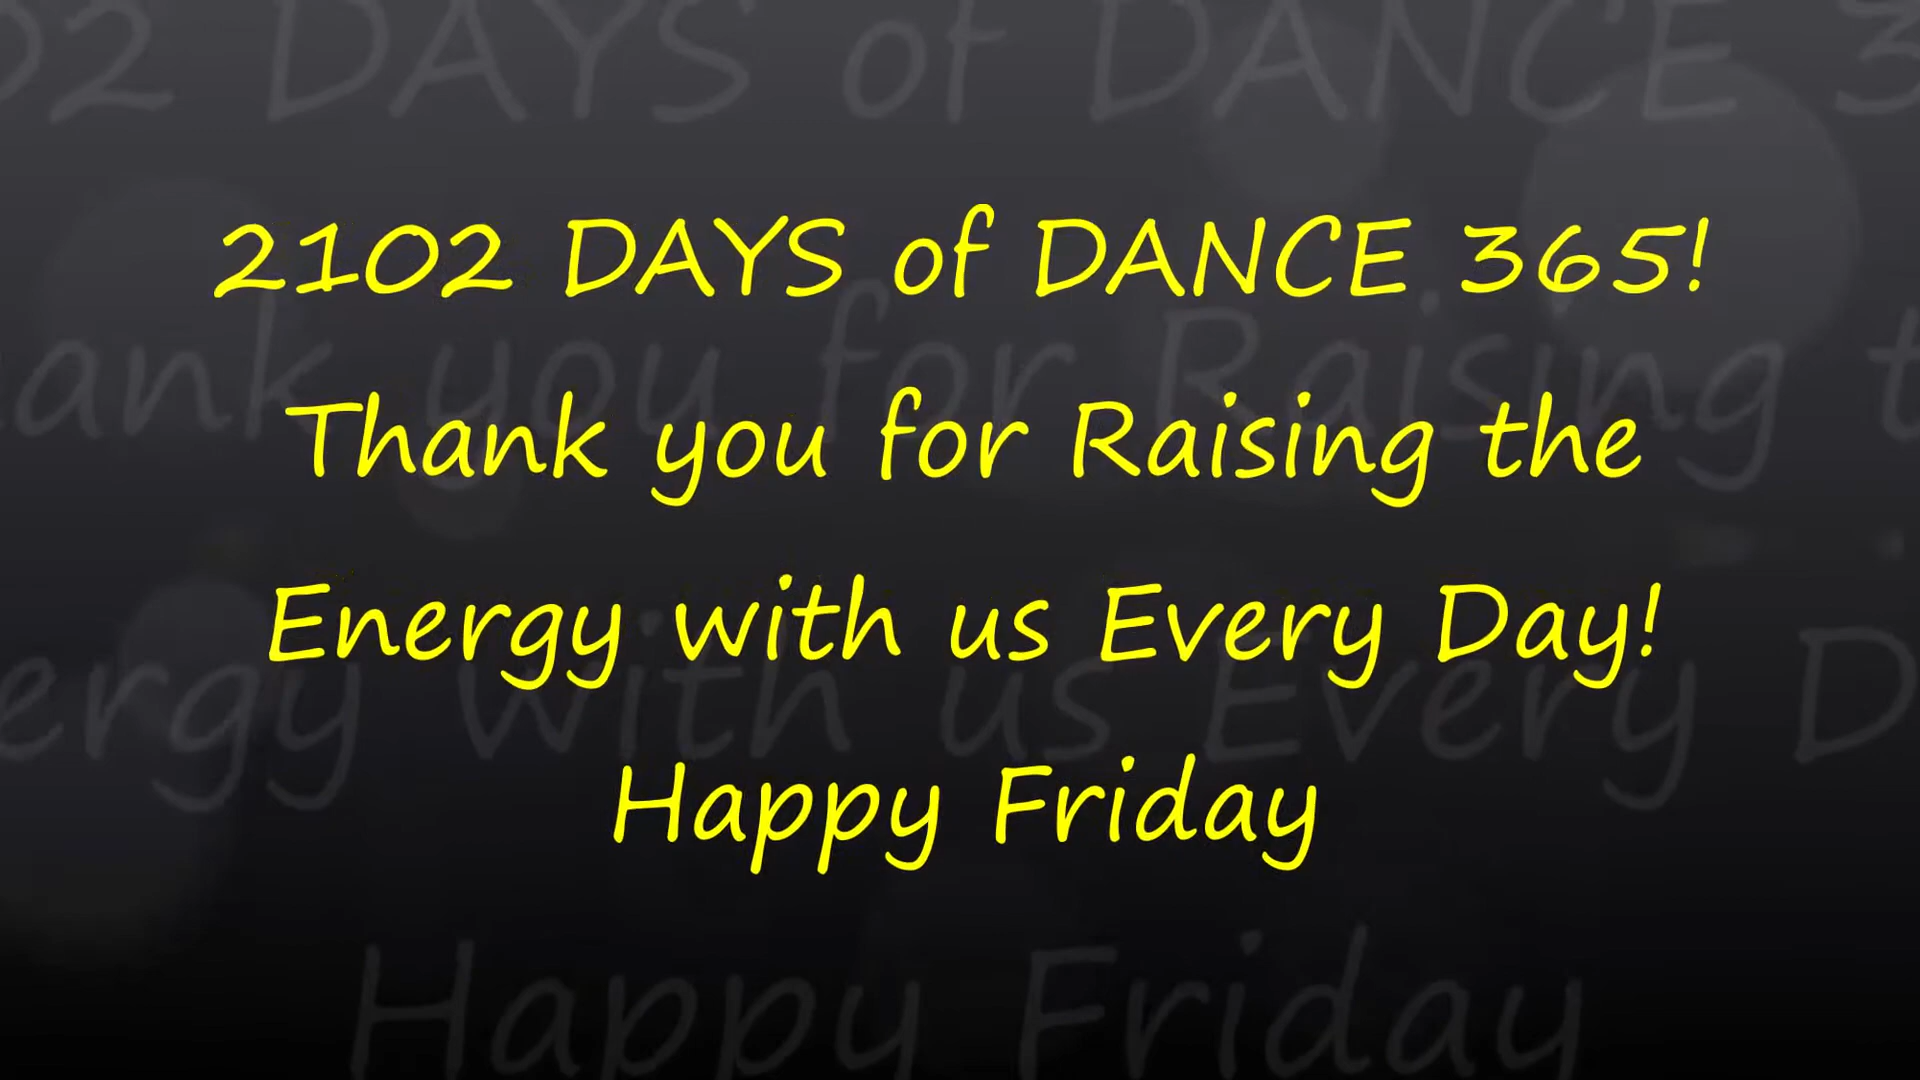 2102 DAYS of DANCE 365!
Thank you for Raising the
Energy with us Every Day!
Happy Friday